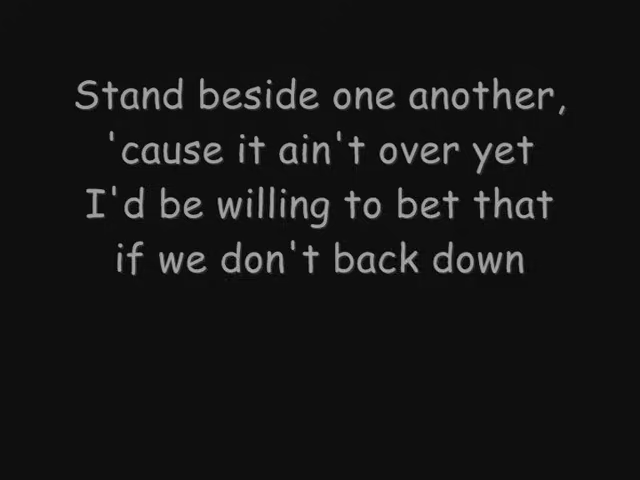 Stand beside one another,
'cause it ain't over yet
I'd be willing to bet that
if we don't back down